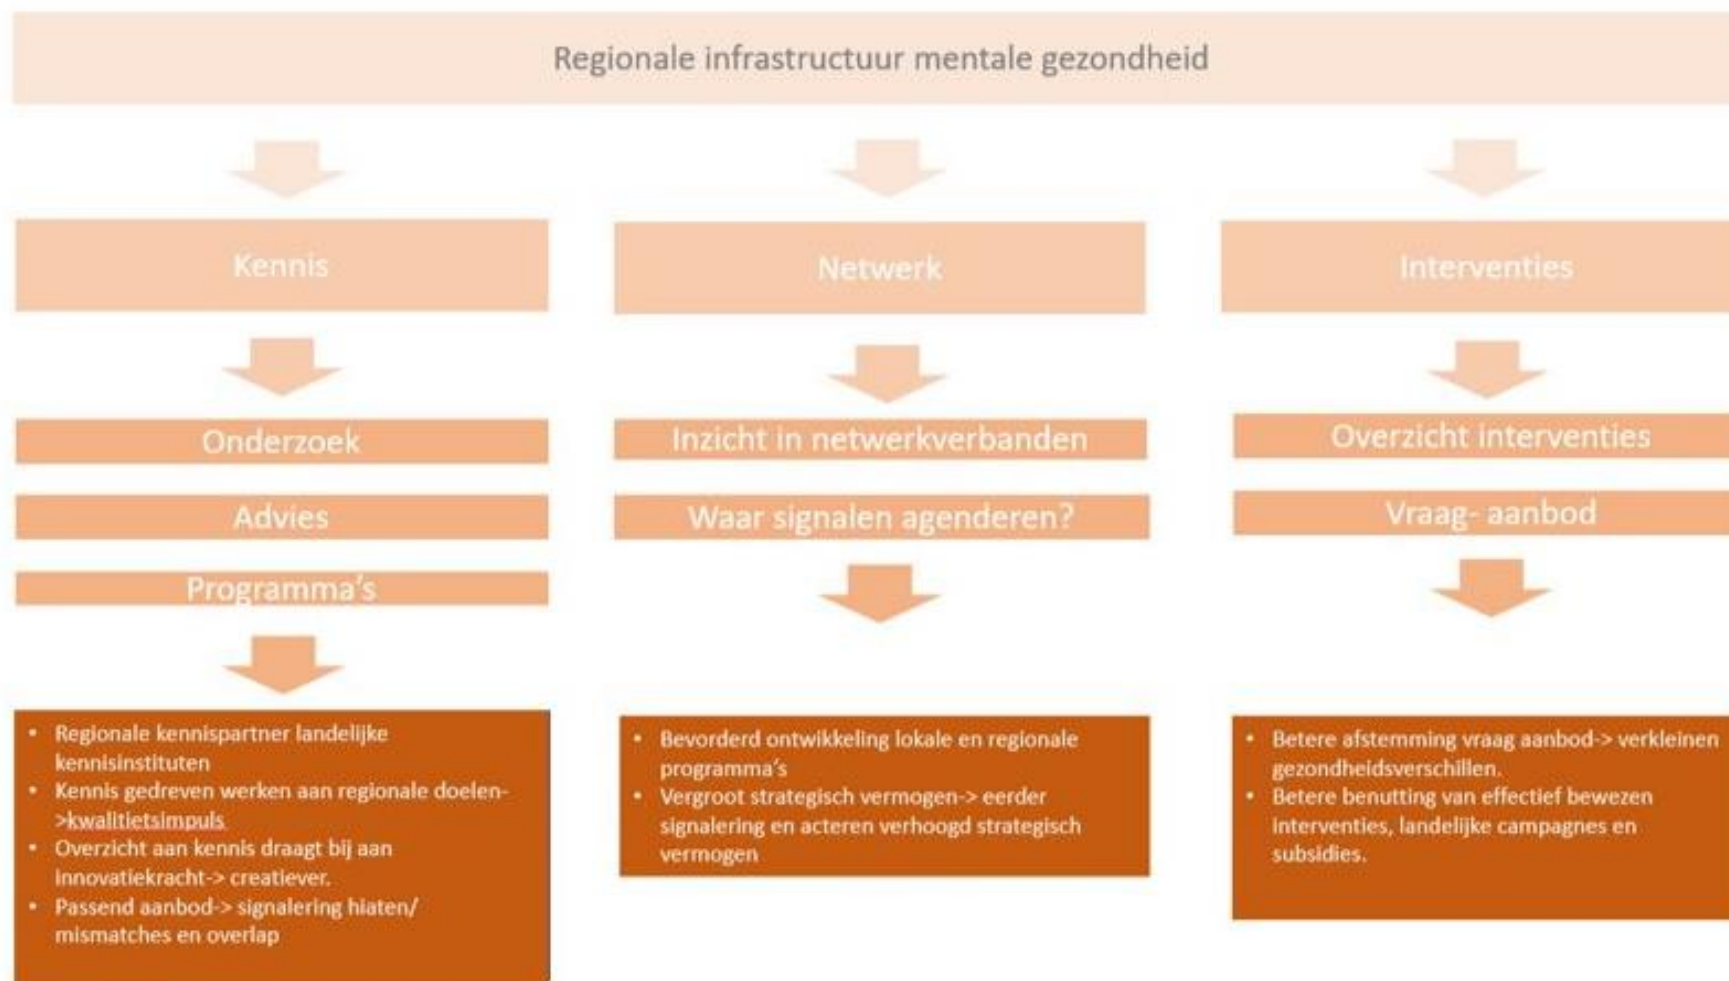 Regionale infrastructuur mentale gezondheid
Kennis
Onderzoek
Advies
Programma's
• Regionale kennispartner landelijke
kennisinstituten
• Kennis gedreven werken aan regionale doelen-
>kwalitietsimpuls
• Overzicht aan kennis draagt bij aan
innovatiekracht-> creatiever.
• Passend aanbod-> signalering hiaten/
mismatches en overlap
Netwerk
Inzicht in netwerkverbanden
Waar signalen agenderen?
• Bevorderd ontwikkeling lokale en regionale
programma's
• Vergroot strategisch vermogen-> eerder
signalering en acteren verhoogd strategisch
vermogen
Interventies
Overzicht interventies
Vraag- aanbod
• Betere afstemming vraag aanbod-> verkleinen
gezondheidsverschillen.
• Betere benutting van effectief bewezen
interventies, landelijke campagnes en
subsidies.